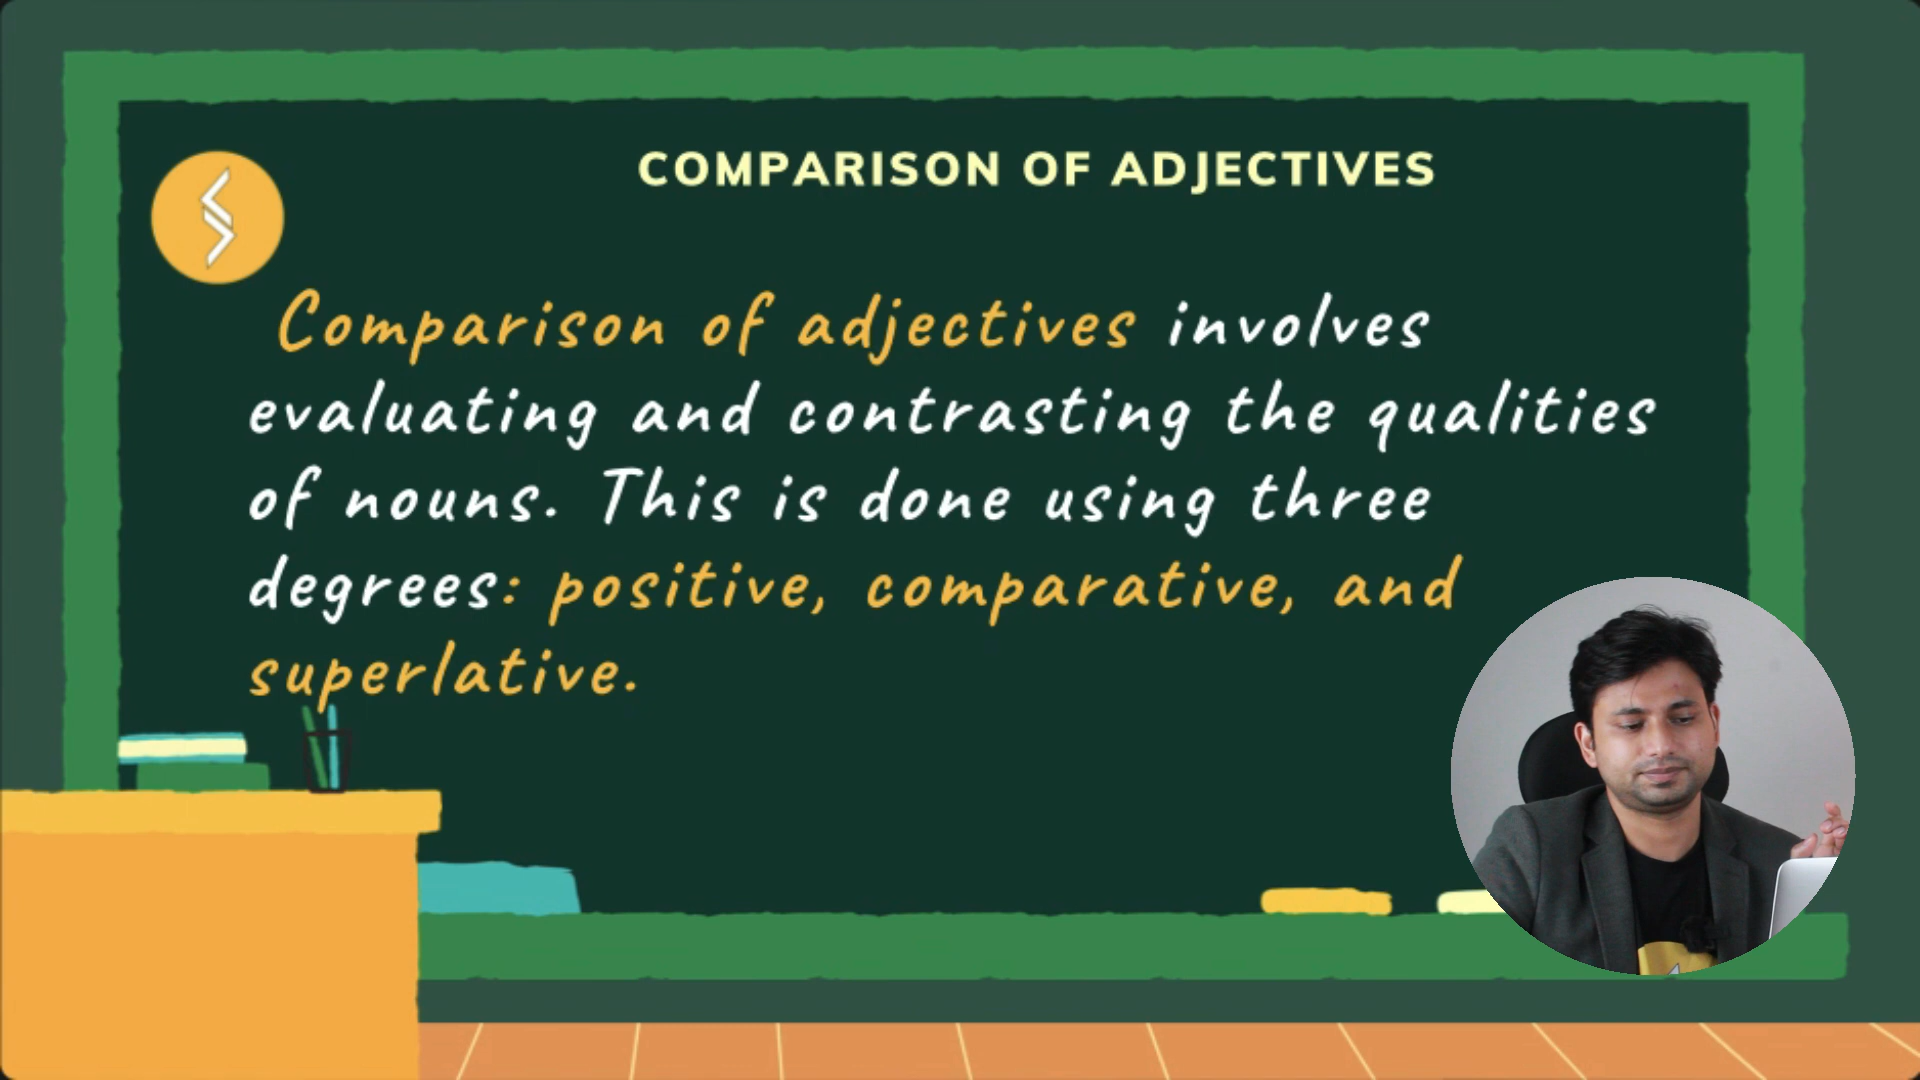 COMPARISON OF ADJECTIVES
Comparison of adjectives involves
evaluating and contrasting the qualities
of nouns. This is done using three
degrees: positive, comparative, and
superlative.